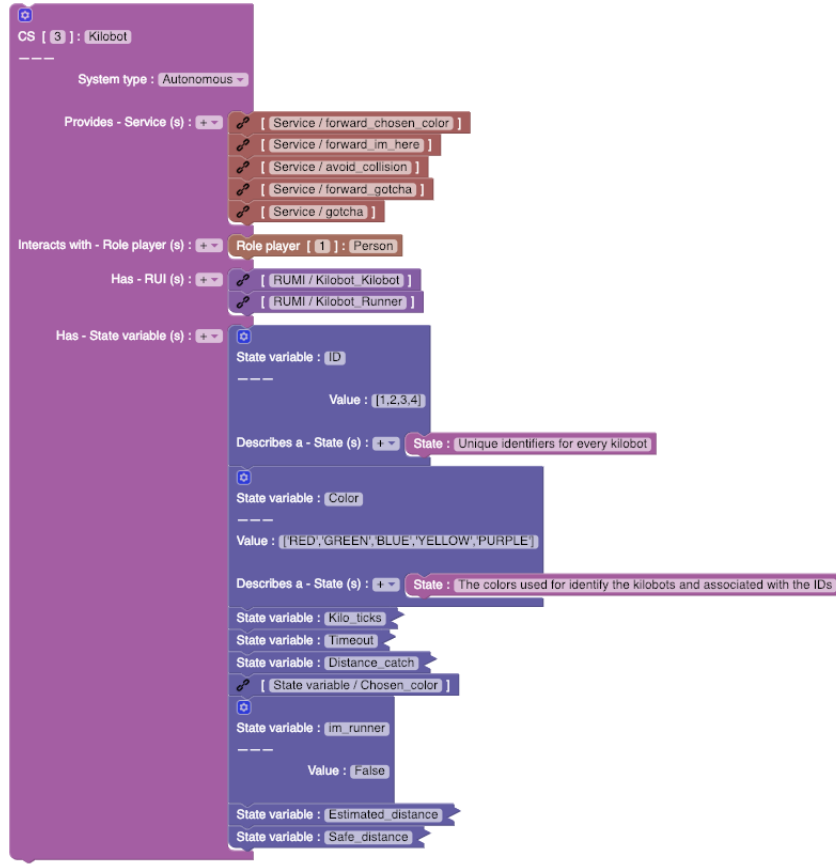 CS [ 3 ] : Kilobot
System type : Autonomous
Provides - Service (s) : + [ Service / forward_chosen_color ]
[ Service / forward_im_here ]
[ Service / avoid_collision ]
[ Service / forward_gotcha ]
[ Service / gotcha ]
Interacts with - Role player (s) : + Role player [ 1 ] : Person
Has - RUI (s) : + [ RUMI / Kilobot_Kilobot ]
[ RUMI / Kilobot_Runner ]
Has - State variable (s) : +
State variable : ID
Value : [1,2,3,4]
Describes a - State (s) : + State : Unique identifiers for every kilobot
State variable : Color
Value : ['RED','GREEN','BLUE','YELLOW','PURPLE']
Describes a - State (s) : + State : The colors used for identify the kilobots and associated with the IDs
State variable : Kilo_ticks
State variable : Timeout
State variable : Distance_catch
[ State variable / Chosen_color ]
State variable : im_runner
Value : False
State variable : Estimated_distance
State variable : Safe_distance